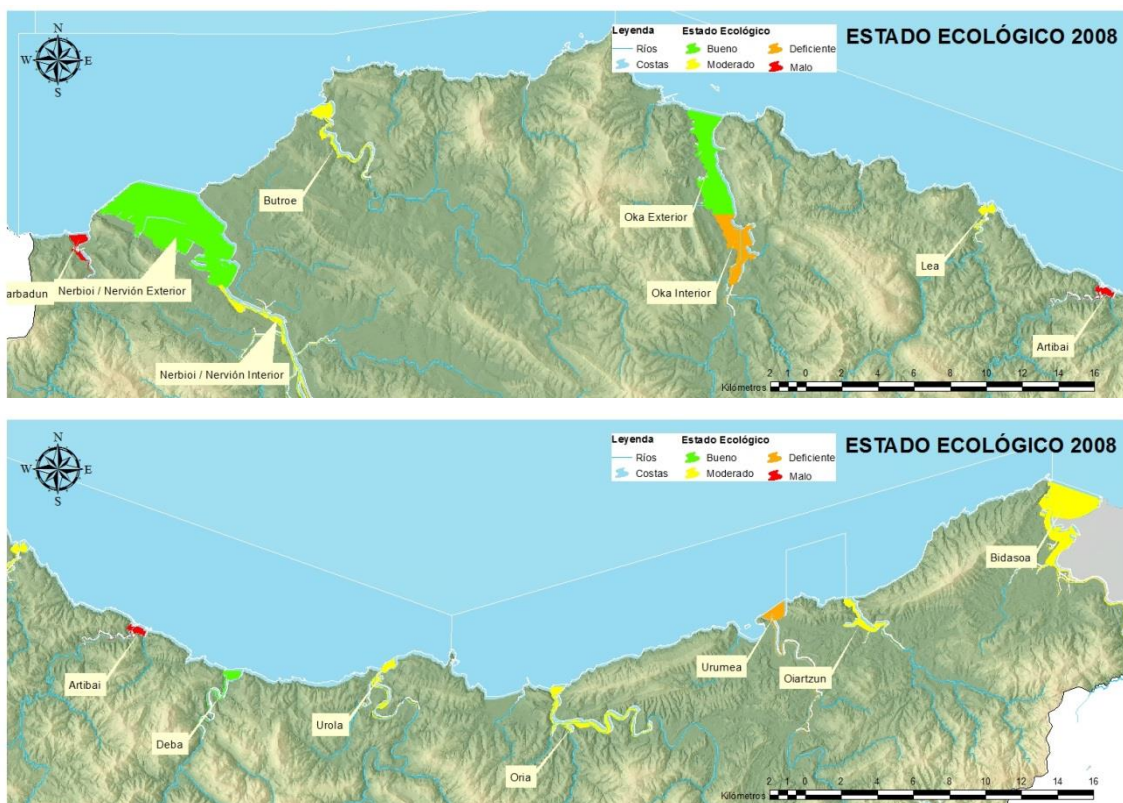 ESTADO ECOLÓGICO 2008
N
W E
S
Leyenda Estado Ecológico
Ríos Bueno Deficiente
Costas Moderado Malo
Butroe
Oka Exterior
Lea
arbadun
Nerbioi / Nervión Exterior
Oka Interior
Artibai
Nerbioi / Nervión Interior
2 1 0 2 4 6 8 10 12 14 16
Kilómetros
ESTADO ECOLÓGICO 2008
N
W E
S
Leyenda Estado Ecológico
Ríos Bueno Deficiente
Costas Moderado Malo
Bidasoa
Artibai
Urumea
Oiartzun
Urola
Deba
Oria
2 1 0 2 4 6 8 10 12 14 16
Kilómetros